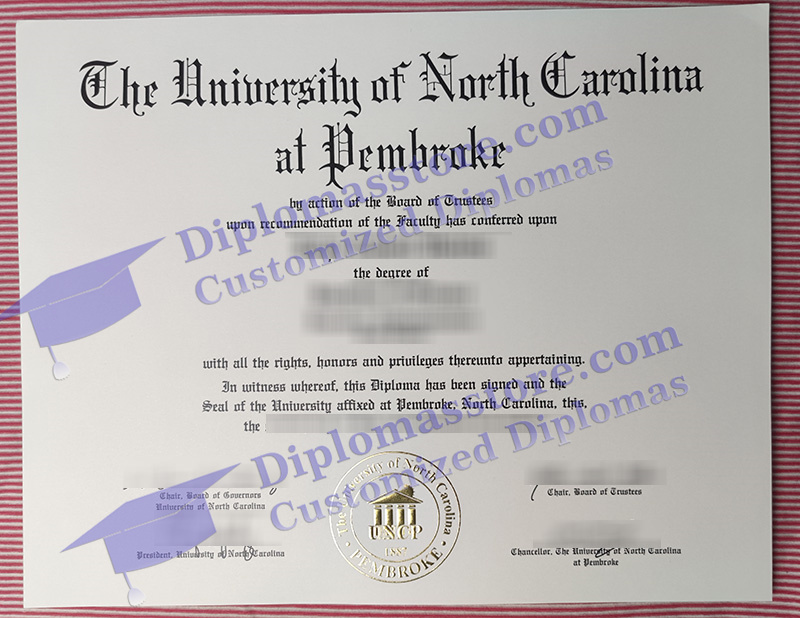 The University of North Carolina
at Pembroke
by action of the Board of Trustees
upon recommendation of the Faculty has conferred upon
the degree of
with all the rights, honors and privileges thereunto appertaining.
In witness whereof, this Diploma has been signed and the
Seal of the University affixed at Pembroke, North Carolina, this,
the
Chair, Board of Governors
University of North Carolina
President, University of North Carolina
The University of North Carolina
UNCP
1887
PEMBROKE
Chair, Board of Trustees
Chancellor, The University of North Carolina
at Pembroke
Diplomasstore.com
Customized Diplomas
Diplomasstore.com
Customized Diplomas